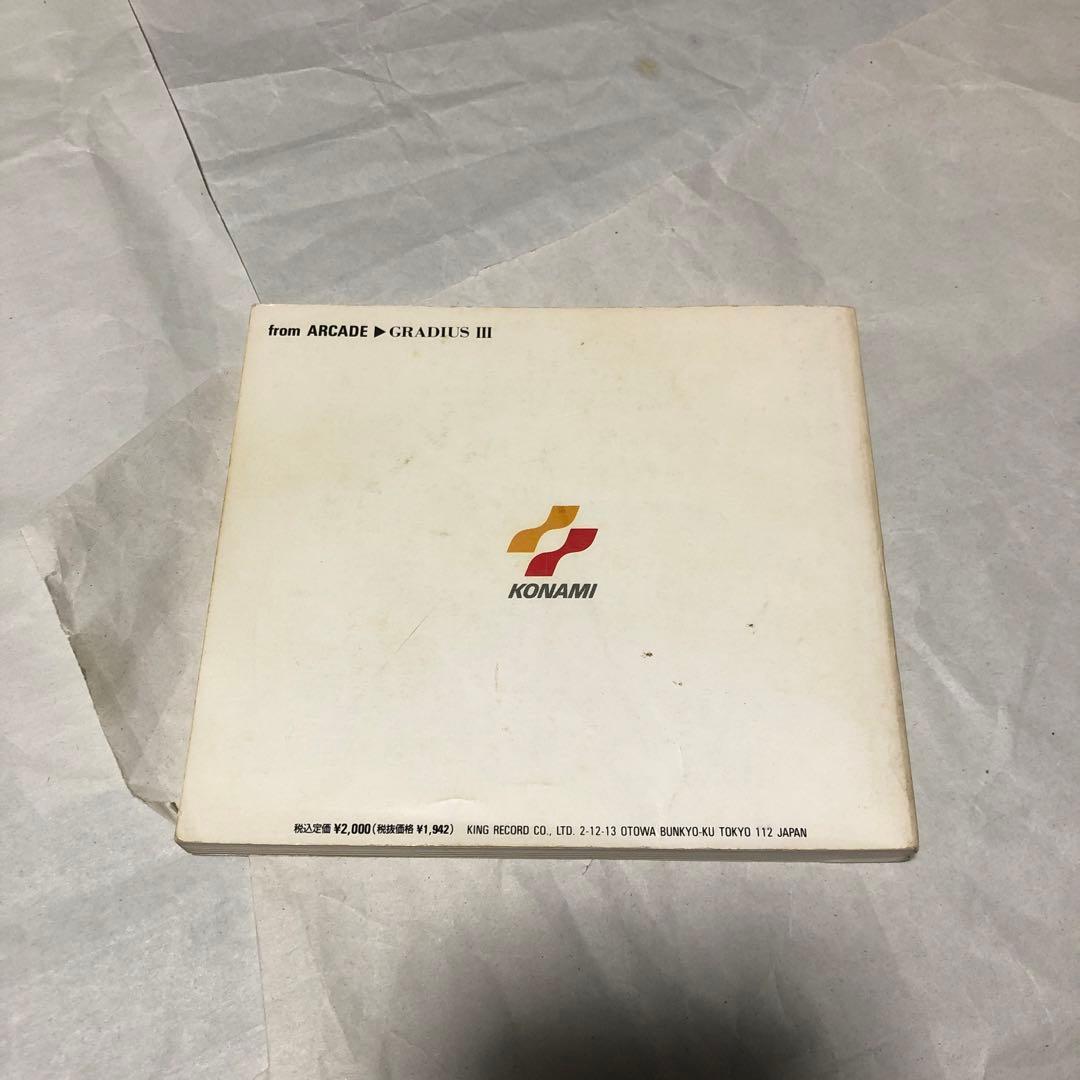 from ARCADE ▶ GRADIUS III
KONAMI
税込定価 ¥2,000(税抜価格 ¥1,942) KING RECORD CO., LTD. 2-12-13 OTOWA BUNKYO-KU TOKYO 112 JAPAN